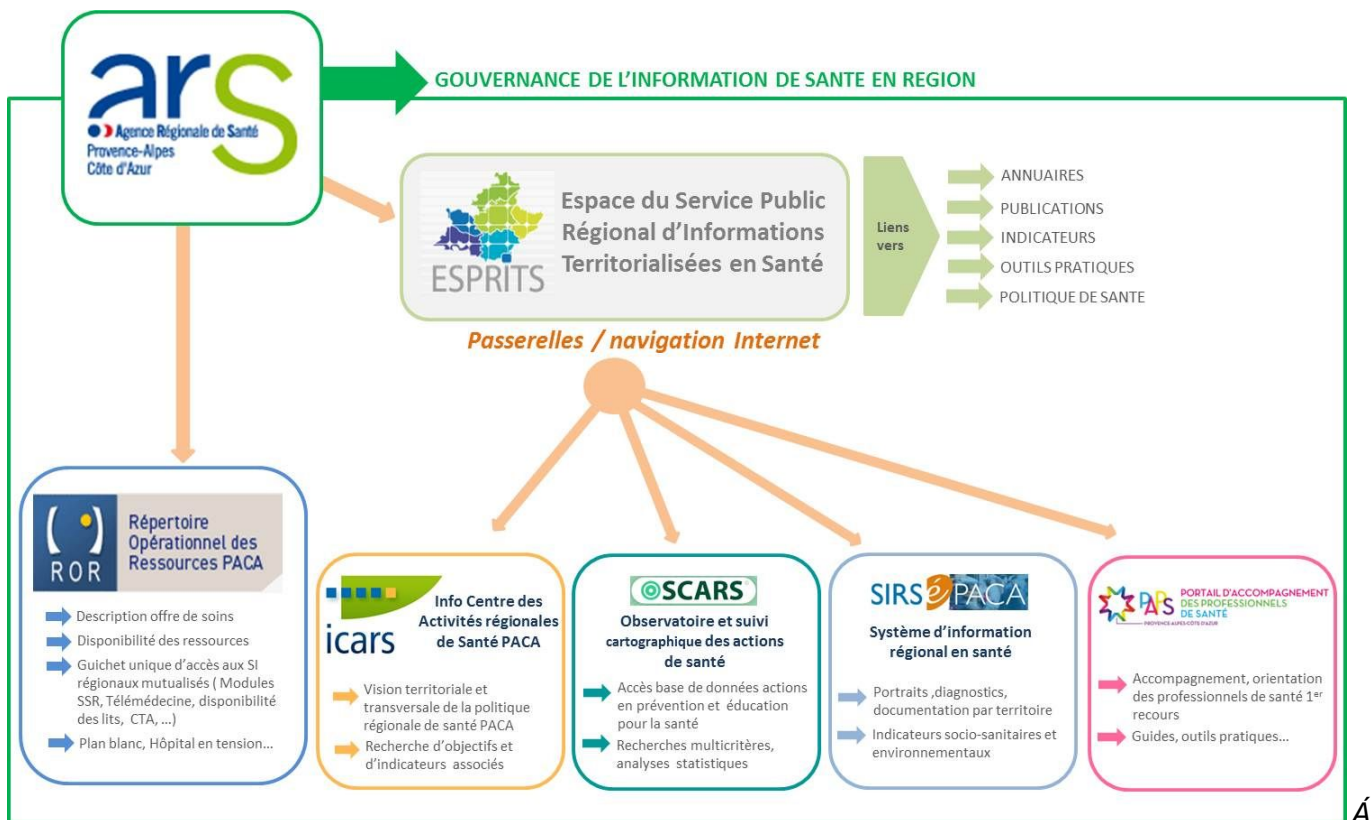 ars
Agence Régionale de Santé
Provence-Alpes
Côte d'Azur
GOUVERNANCE DE L'INFORMATION DE SANTE EN REGION
ESPRITS
Espace du Service Public
Régional d'Informations
Territorialisées en Santé
Liens
vers
ANNUAIRES
PUBLICATIONS
INDICATEURS
OUTILS PRATIQUES
POLITIQUE DE SANTE
Passerelles / navigation Internet
ROR
Répertoire
Opérationnel des
Ressources PACA
Description offre de soins
Disponibilité des ressources
Guichet unique d'accès aux SI
régionaux mutualisés ( Modules
SSR, Télémédecine, disponibilité
des lits, CTA, ...)
Plan blanc, Hôpital en tension...
icars
Info Centre des
Activités régionales
de Santé PACA
Vision territoriale et
transversale de la politique
régionale de santé PACA
Recherche d'objectifs et
d'indicateurs associés
OSCARS
Observatoire et suivi
cartographique des actions
de santé
Accès base de données actions
en prévention et éducation
pour la santé
Recherches multicritères,
analyses statistiques
SIRSéPACA
Système d'information
régional en santé
Portraits ,diagnostics,
documentation par territoire
Indicateurs socio-sanitaires et
environnementaux
PAPS
PORTAIL D'ACCOMPAGNEMENT
DES PROFESSIONNELS
DE SANTÉ
PROVENCE-ALPES-CÔTE D'AZUR
Accompagnement, orientation
des professionnels de santé 1er
recours
Guides, outils pratiques...
Á